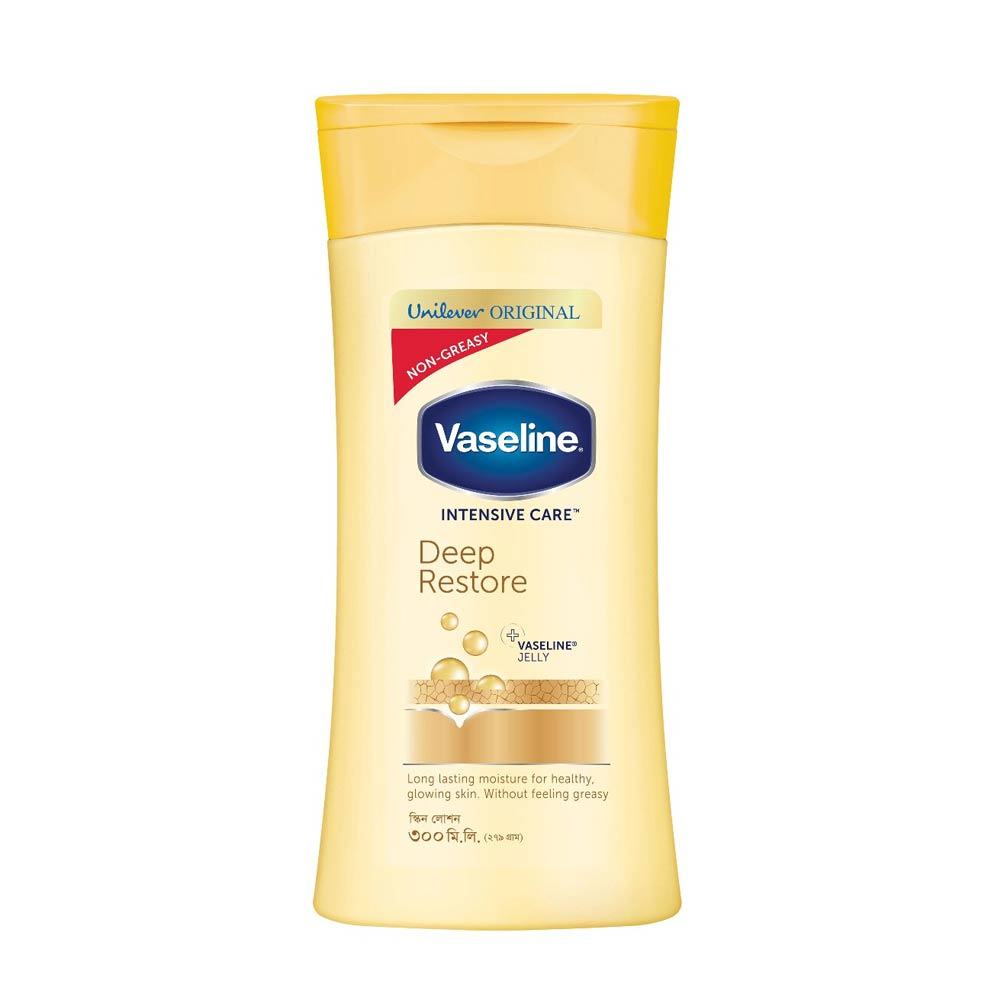 Unilever ORIGINAL
NON-GREASY
Vaseline®
INTENSIVE CARE™
Deep
Restore
VASELINE®
JELLY
Long lasting moisture for healthy,
glowing skin. Without feeling greasy
স্কিন লোশন
৩০০ মি.লি. (২৭৯ গ্রাম)